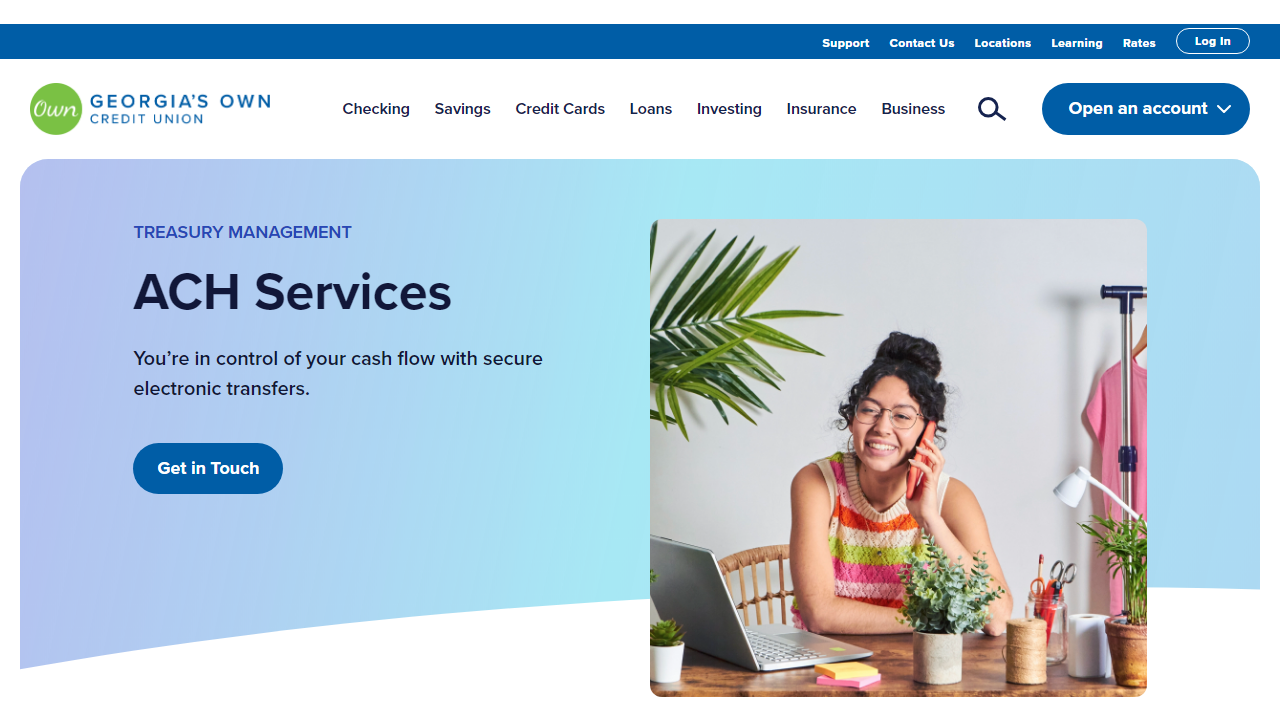 Support Contact Us Locations Learning Rates Log In
Own GEORGIA'S OWN
CREDIT UNION
Checking Savings Credit Cards Loans Investing Insurance Business Open an account
TREASURY MANAGEMENT
ACH Services
You’re in control of your cash flow with secure
electronic transfers.
Get in Touch